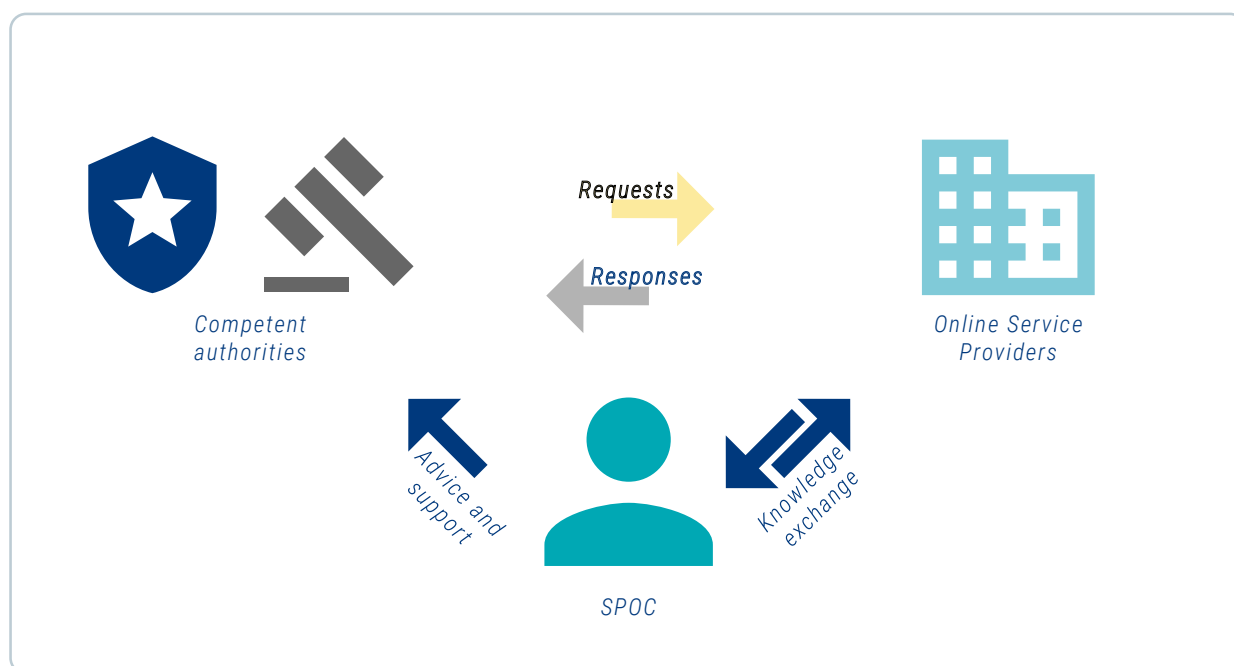 Requests
Responses
Competent
authorities
Online Service
Providers
Advice and
support
Knowledge
exchange
SPOC